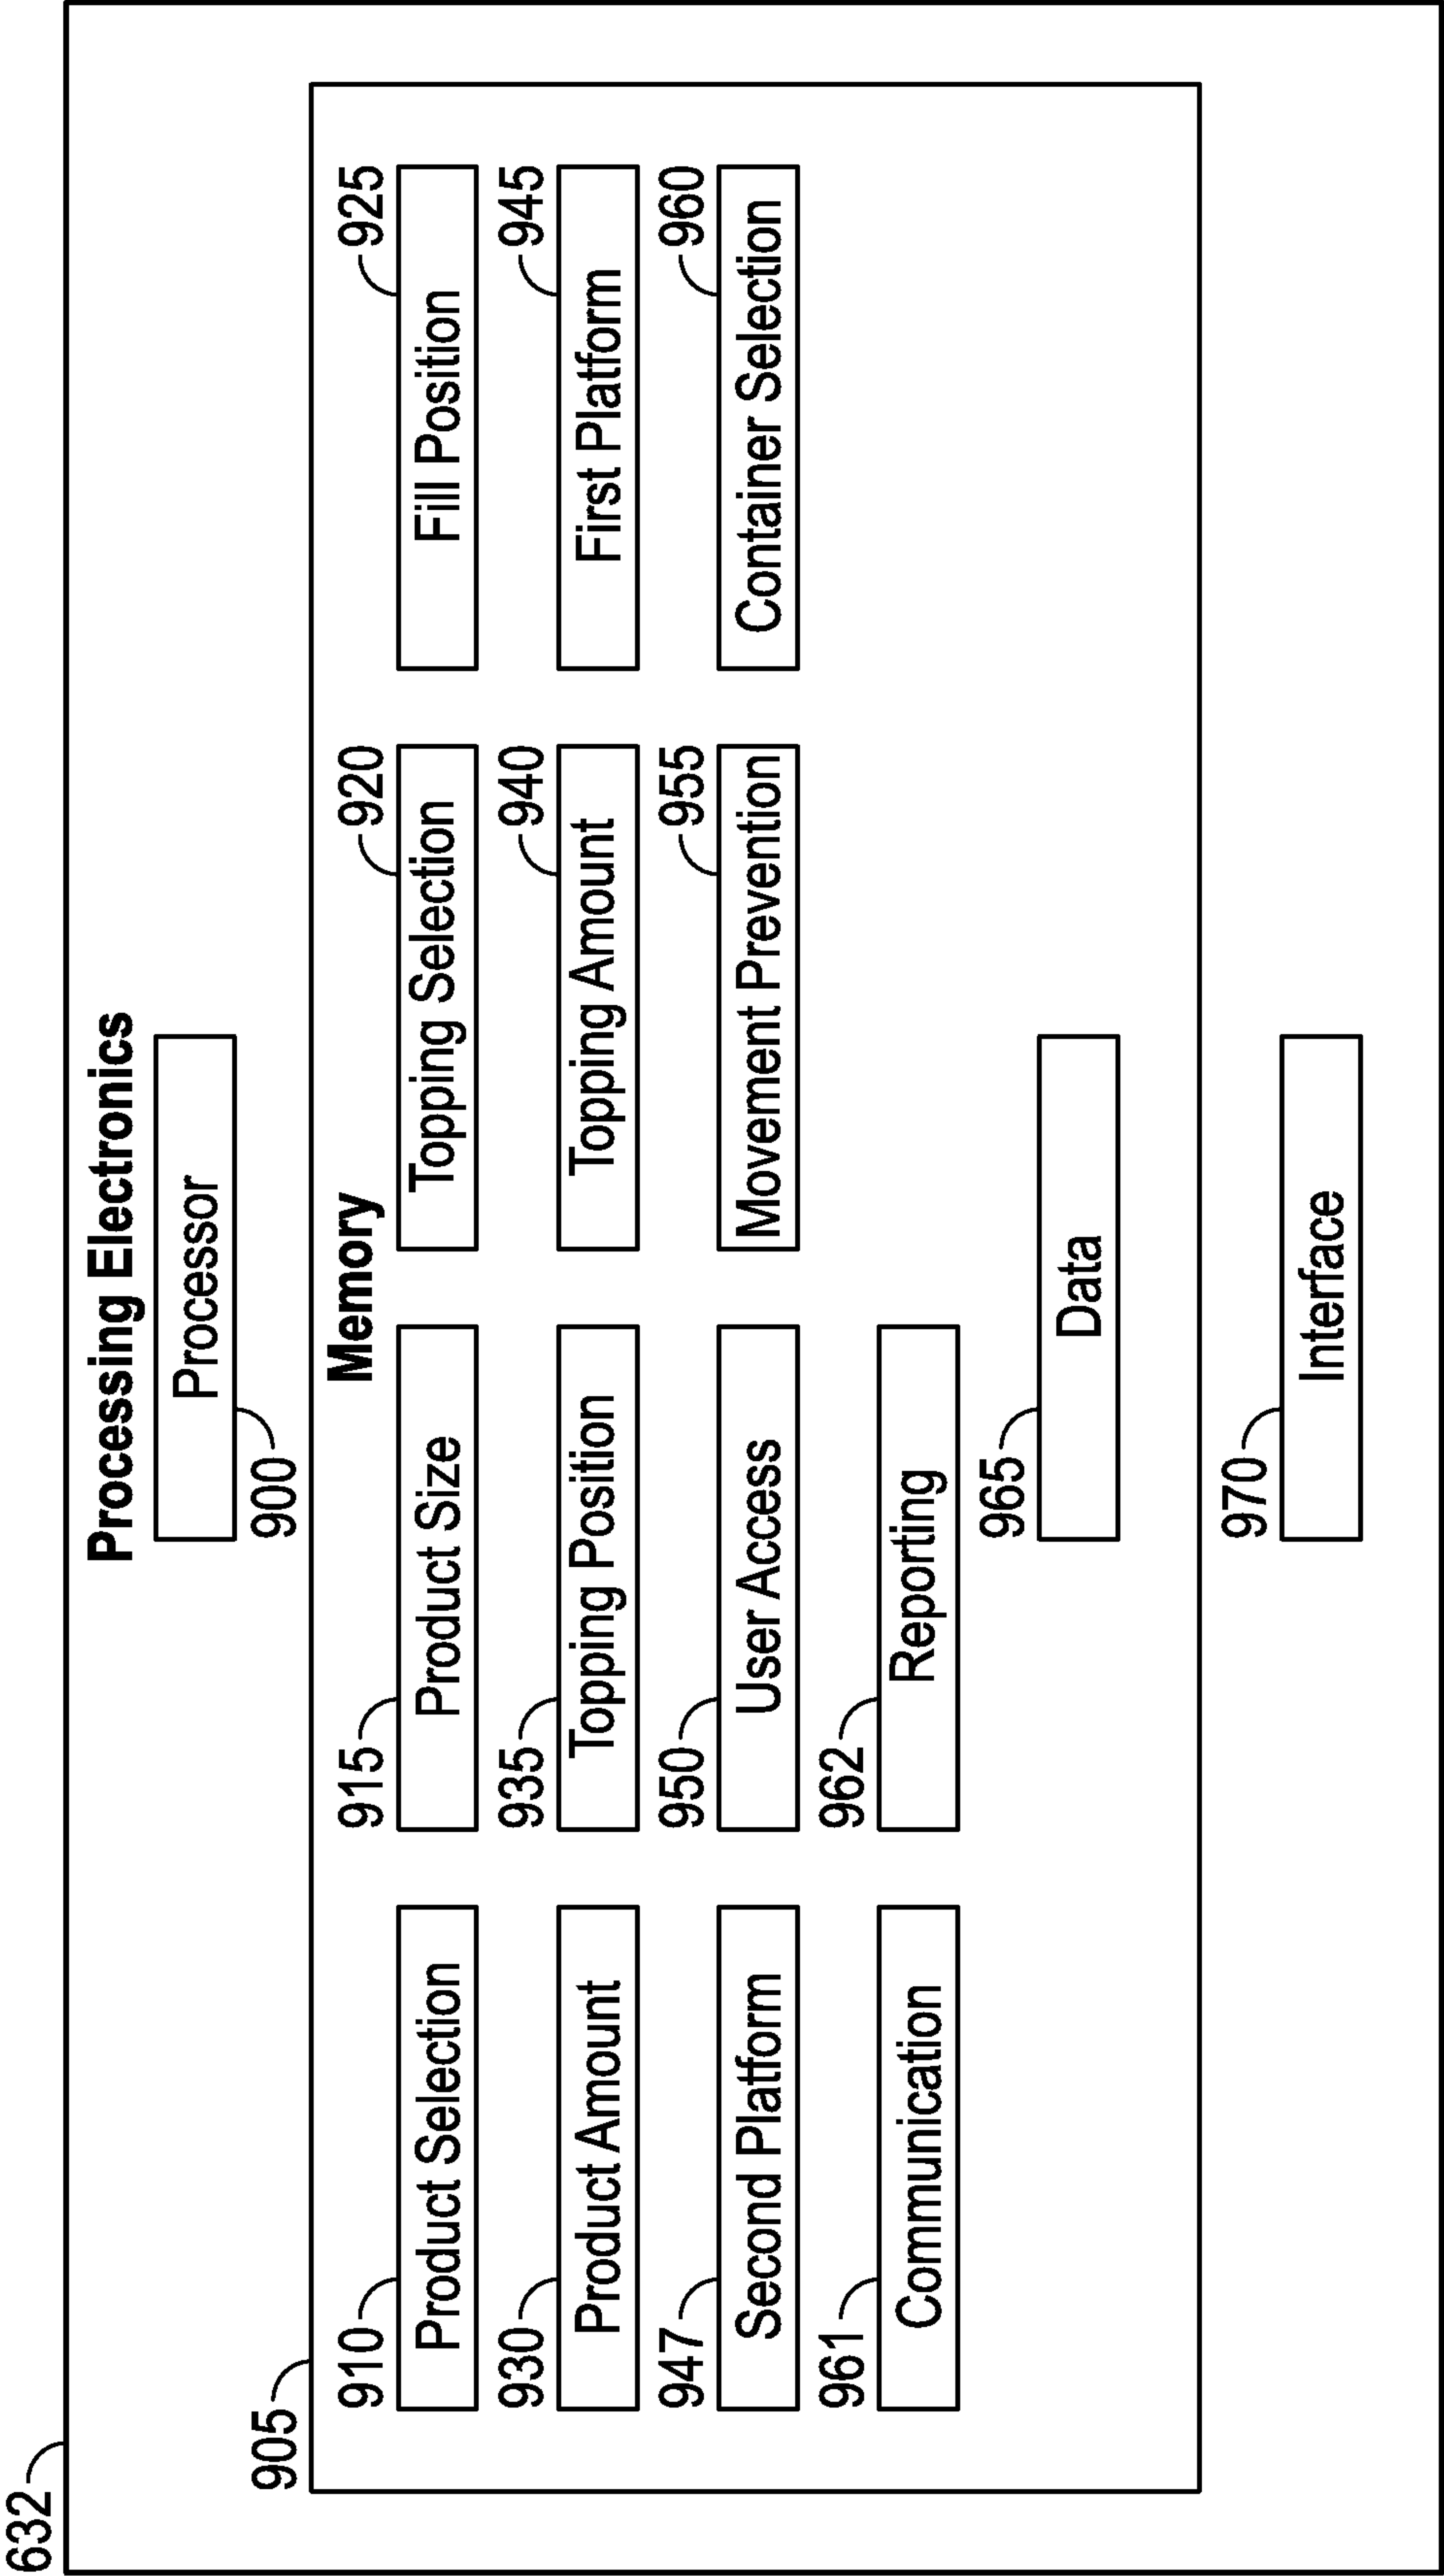 632
Processing Electronics
Processor
900
905
Memory
910
915
920
925
Product Selection
Product Size
Topping Selection
Fill Position
930
935
940
945
Product Amount
Topping Position
Topping Amount
First Platform
947
950
955
960
Second Platform
User Access
Movement Prevention
Container Selection
961
962
Communication
Reporting
965
Data
970
Interface